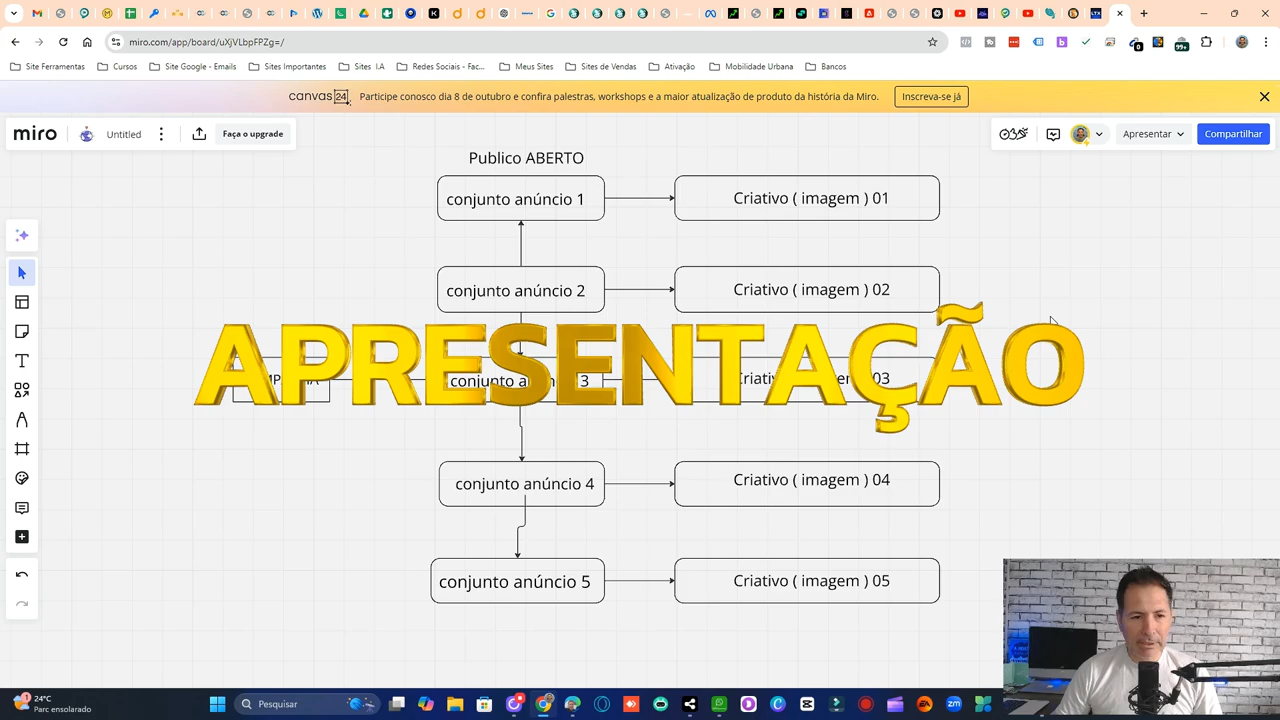 miro.com/app/board/uXjVLbpFPZg=/
Site Ferramentas
Cursos
Site Google - Emails
Sites Importantes
Sites I.A
Redes Sociais - Fac...
Meus Sites
Sites de Vendas
Ativação
Mobilidade Urbana
Bancos
canvas 24
Participe conosco dia 8 de outubro e confira palestras, workshops e a maior atualização de produto da história da Miro.
Inscreva-se já
miro
Untitled
Faça o upgrade
Apresentar
Compartilhar
Publico ABERTO
conjunto anúncio 1
Criativo ( imagem ) 01
conjunto anúncio 2
Criativo ( imagem ) 02
APRESENTAÇÃO
3
03
conjunto anúncio 4
Criativo ( imagem ) 04
conjunto anúncio 5
Criativo ( imagem ) 05
24°C
Parc ensolarado
Pesquisar